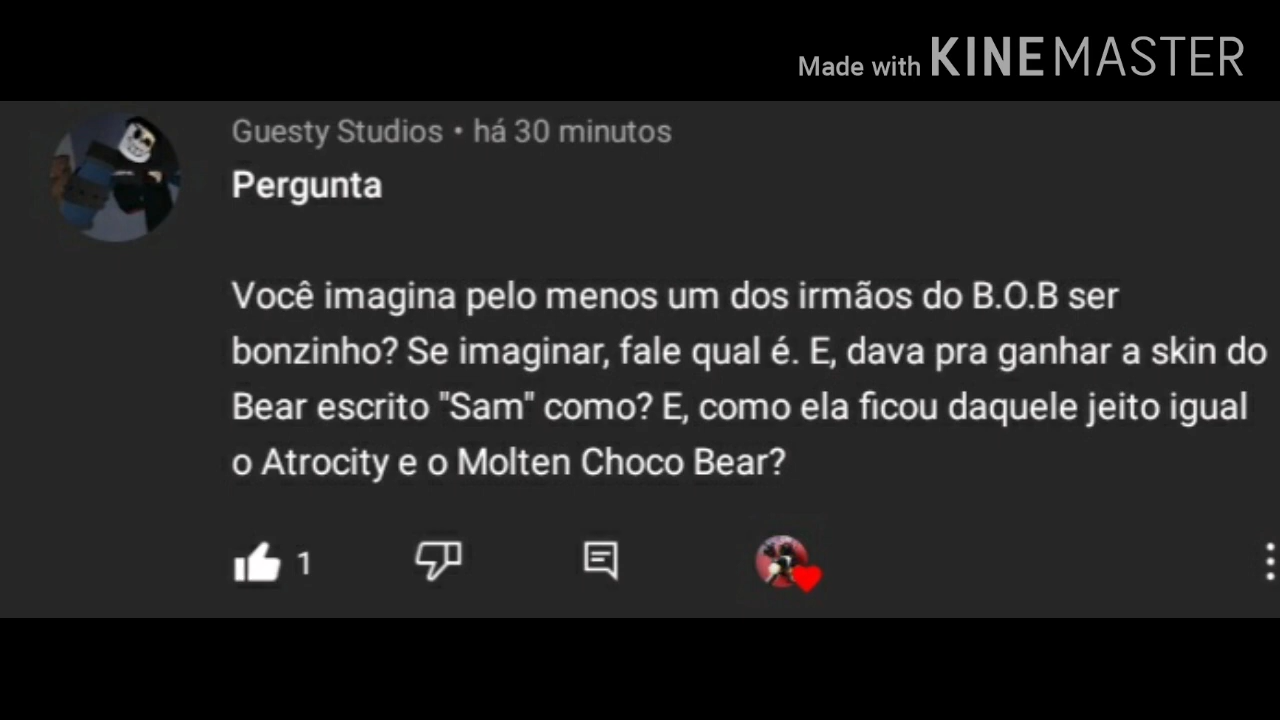 Made with KINEMASTER
Guesty Studios • há 30 minutos
Pergunta
Você imagina pelo menos um dos irmãos do B.O.B ser
bonzinho? Se imaginar, fale qual é. E, dava pra ganhar a skin do
Bear escrito "Sam" como? E, como ela ficou daquele jeito igual
o Atrocity e o Molten Choco Bear?
1